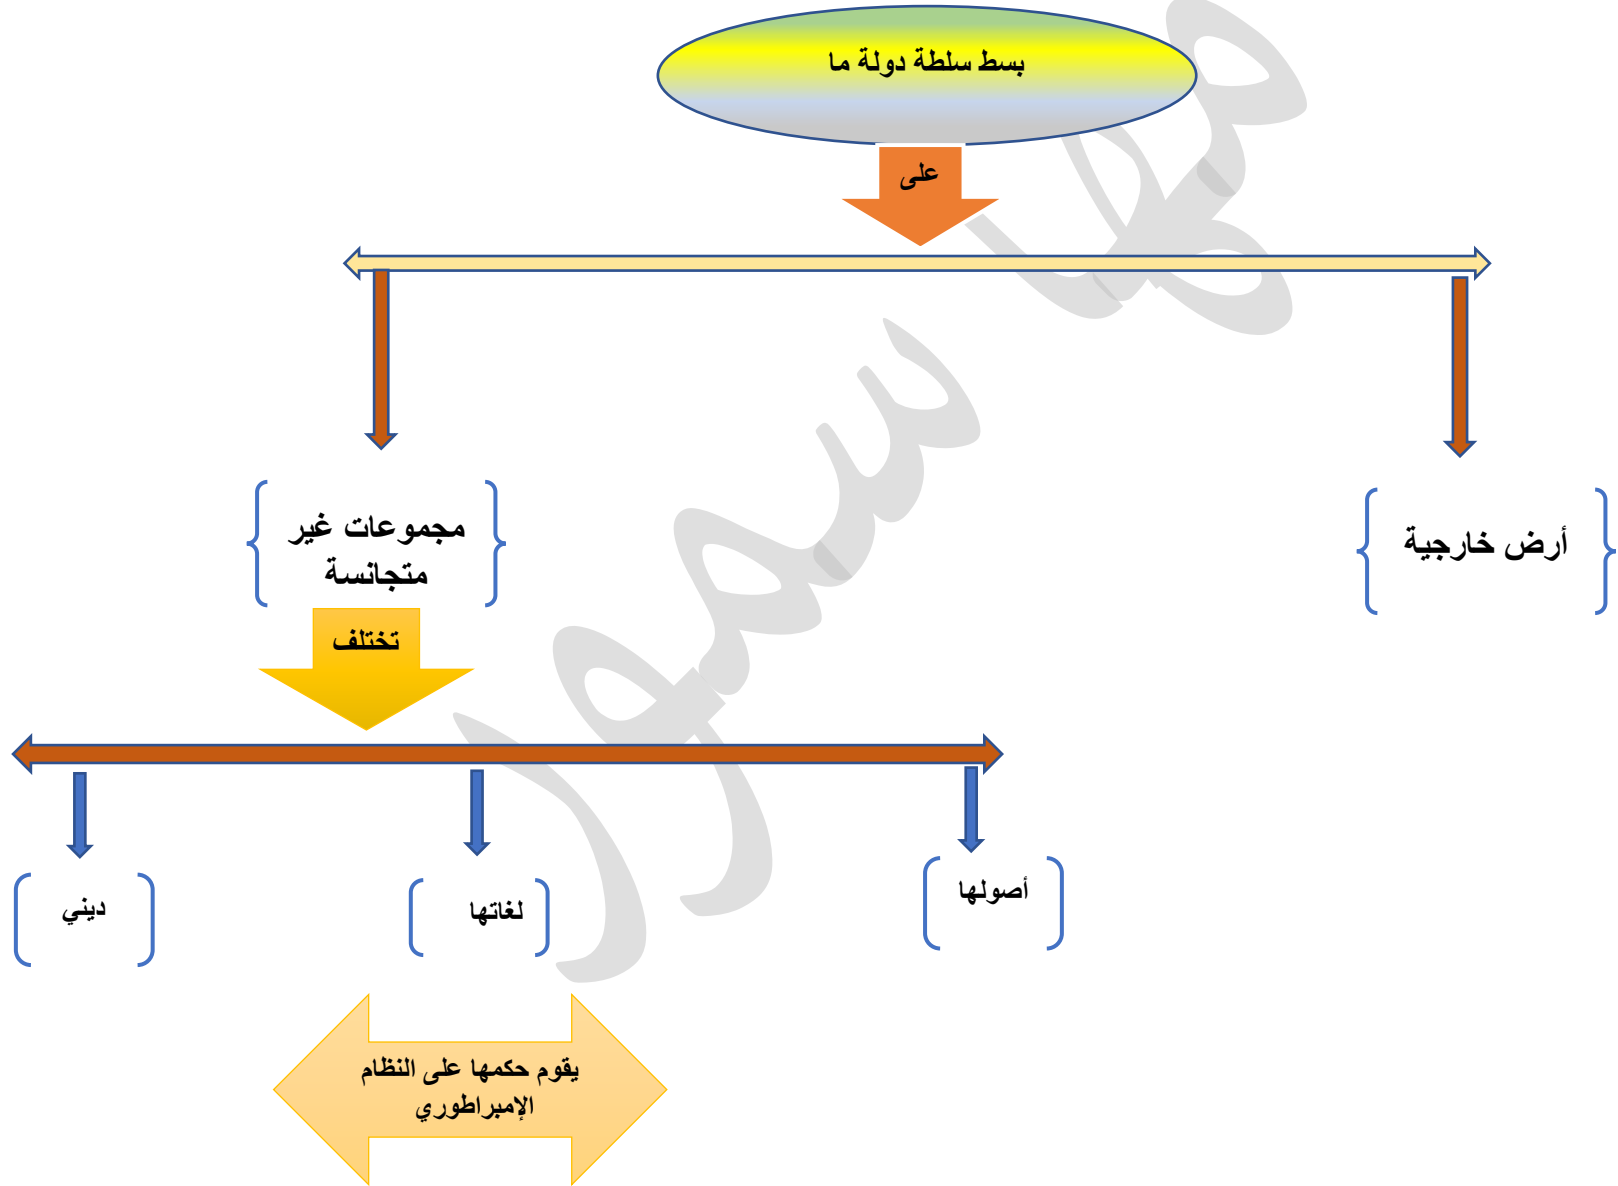 بسط سلطة دولة ما
على
أرض خارجية
مجموعات غير
متجانسة
تختلف
أصولها
لغاتها
ديني
يقوم حكمها على النظام
الإمبراطوري